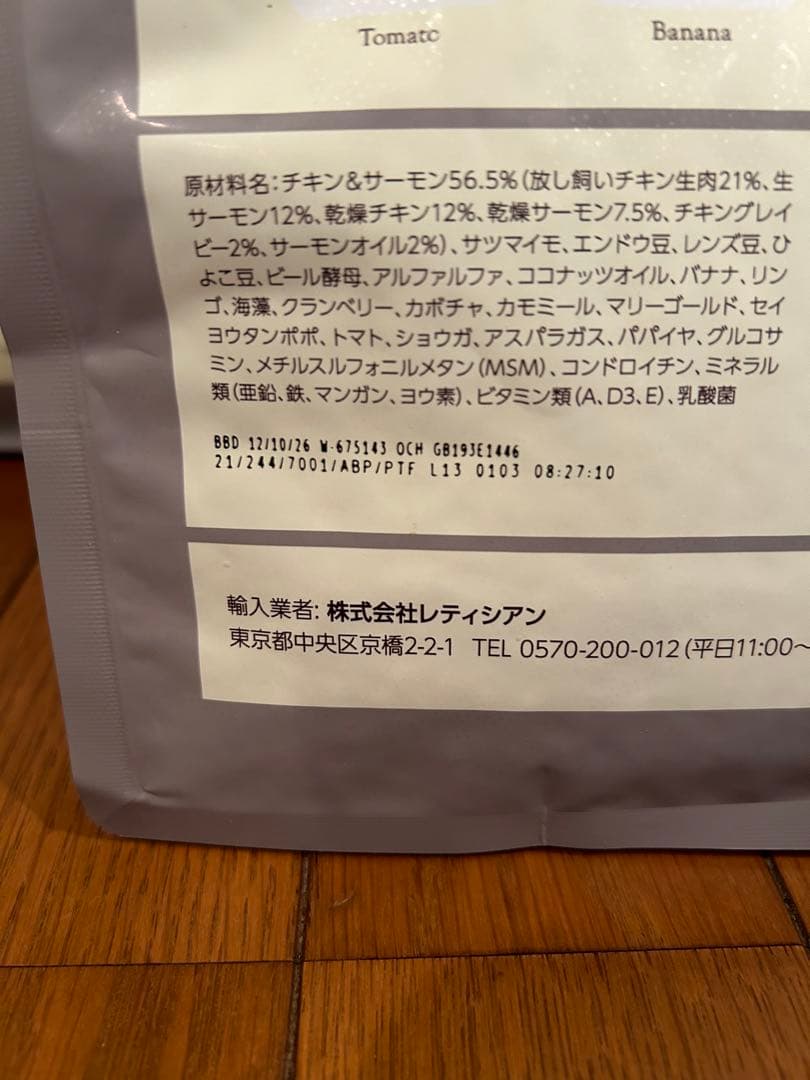 Tomato
Banana
原材料名:チキン&サーモン56.5%(放し飼いチキン生肉21%、生
サーモン12%、乾燥チキン12%、乾燥サーモン7.5%、チキングレイ
ビー2%、サーモンオイル2%)、サツマイモ、エンドウ豆、レンズ豆、ひ
よこ豆、ビール酵母、アルファルファ、ココナッツオイル、バナナ、リン
ゴ、海藻、クランベリー、カボチャ、カモミール、マリーゴールド、セイ
ヨウタンポポ、トマト、ショウガ、アスパラガス、パパイヤ、グルコサ
ミン、メチルスルフォニルメタン(MSM)、コンドロイチン、ミネラル
類(亜鉛、鉄、マンガン、ヨウ素)、ビタミン類(A、D3、E)、乳酸菌
BBD 12/10/26 W-675143 OCH GB193E1446
21/244/7001/ABP/PTF L13 0103 08:27:10
輸入業者: 株式会社レティシアン
東京都中央区京橋2-2-1 TEL 0570-200-012(平日11:00～